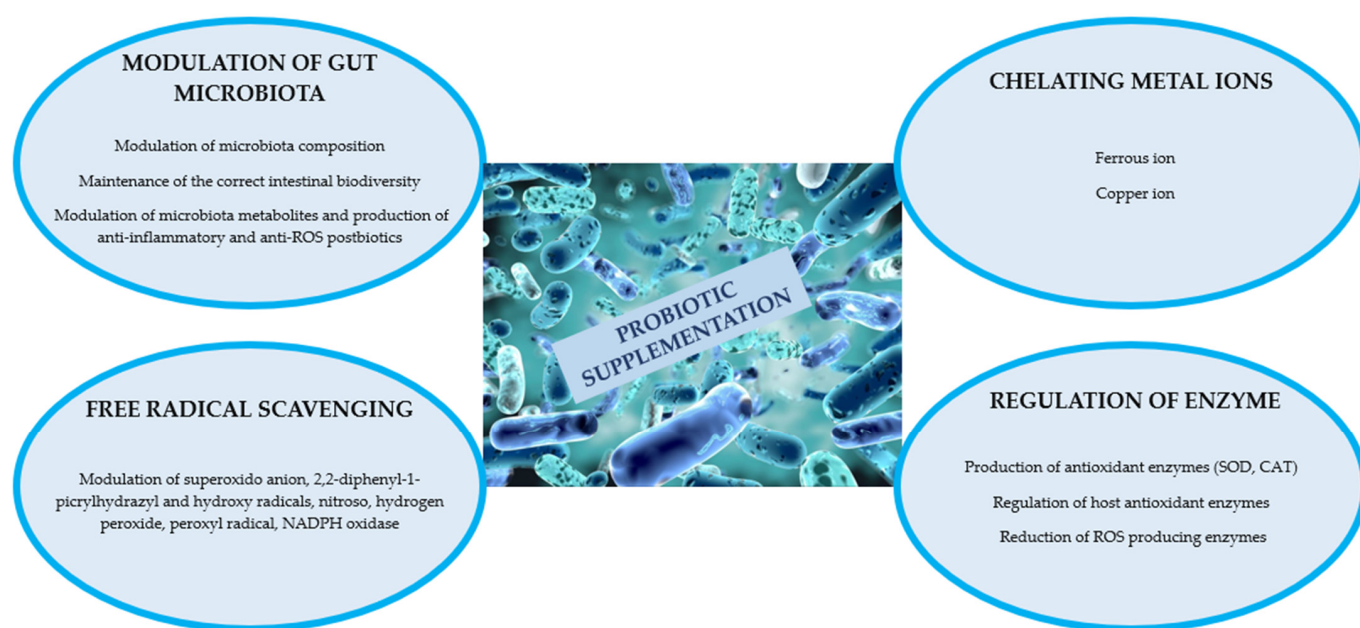 MODULATION OF GUT
MICROBIOTA
Modulation of microbiota composition
Maintenance of the correct intestinal biodiversity
Modulation of microbiota metabolites and production of
anti-inflammatory and anti-ROS postbiotics
CHELATING METAL IONS
Ferrous ion
Copper ion
PROBIOTIC
SUPPLEMENTATION
FREE RADICAL SCAVENGING
Modulation of superoxido anion, 2,2-diphenyl-1-
picrylhydrazyl and hydroxy radicals, nitroso, hydrogen
peroxide, peroxyl radical, NADPH oxidase
REGULATION OF ENZYME
Production of antioxidant enzymes (SOD, CAT)
Regulation of host antioxidant enzymes
Reduction of ROS producing enzymes